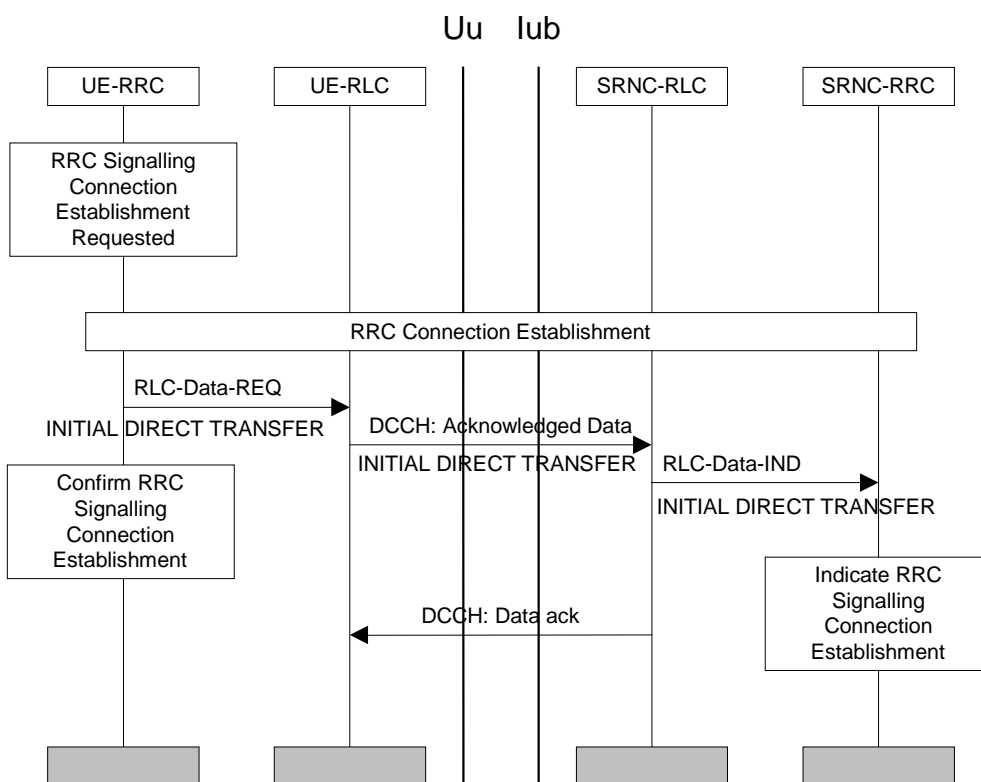 Uu Iub
UE-RRC UE-RLC SRNC-RLC SRNC-RRC
RRC Signalling
Connection
Establishment
Requested
RRC Connection Establishment
RLC-Data-REQ
INITIAL DIRECT TRANSFER
DCCH: Acknowledged Data
INITIAL DIRECT TRANSFER
RLC-Data-IND
INITIAL DIRECT TRANSFER
Confirm RRC
Signalling
Connection
Establishment
Indicate RRC
Signalling
Connection
Establishment
DCCH: Data ack